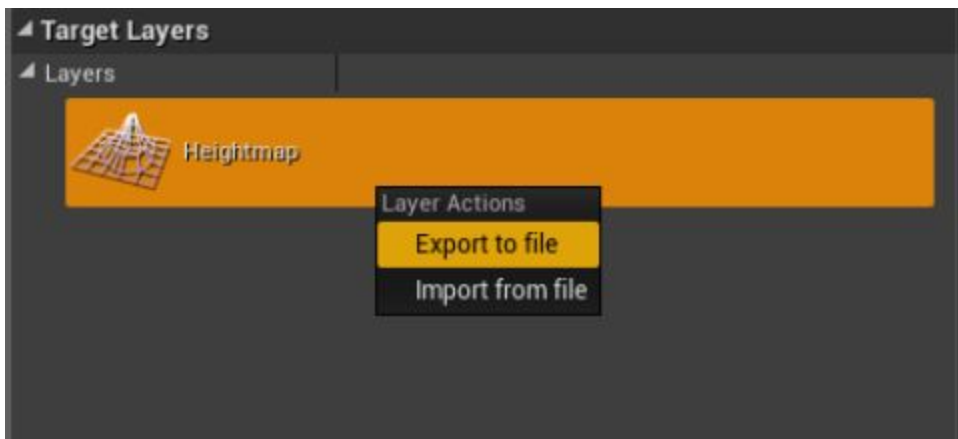 Target Layers
Layers
Heightmap
Layer Actions
Export to file
Import from file